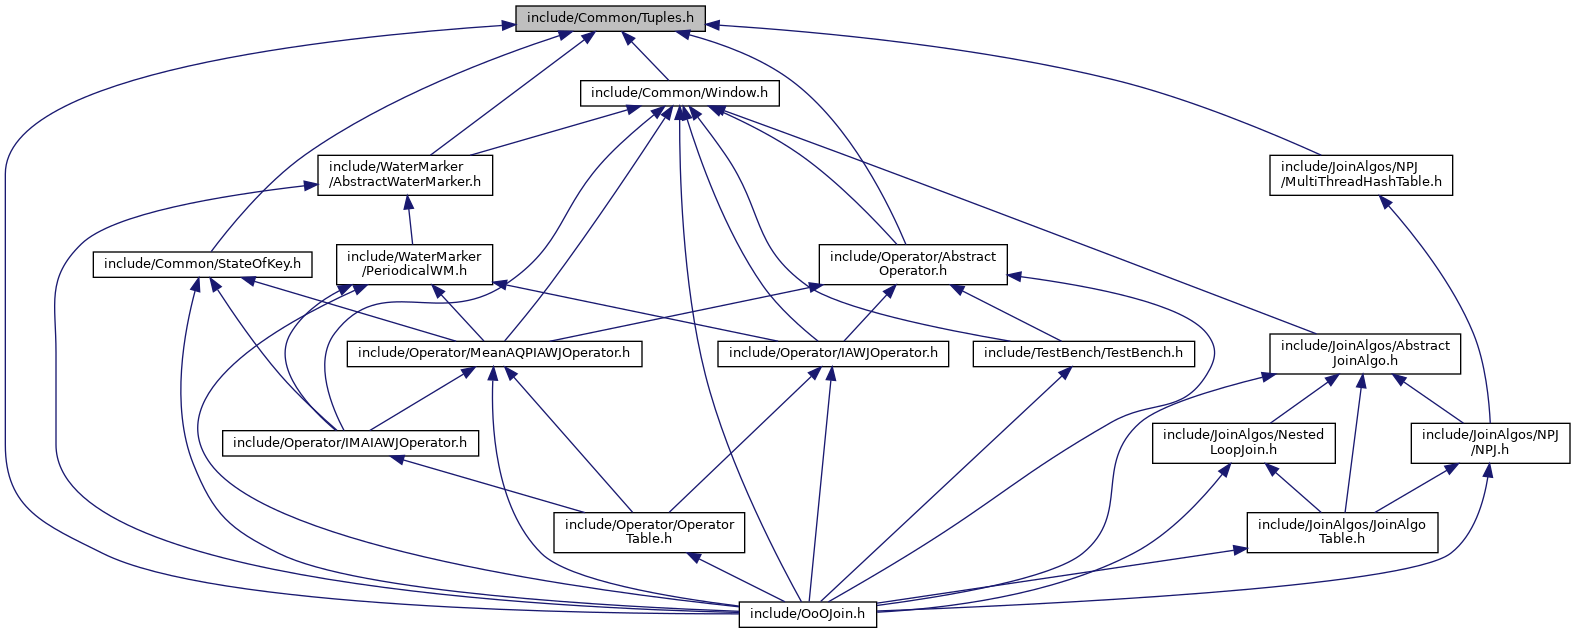 include/Common/Tuples.h
include/Common/Window.h
include/WaterMarker
/AbstractWaterMarker.h
include/JoinAlgos/NPJ
/MultiThreadHashTable.h
include/Common/StateOfKey.h
include/WaterMarker
/PeriodicalWM.h
include/Operator/Abstract
Operator.h
include/Operator/MeanAQPIAWJOperator.h
include/Operator/IAWJOperator.h
include/TestBench/TestBench.h
include/JoinAlgos/Abstract
JoinAlgo.h
include/Operator/IMAIAWJOperator.h
include/JoinAlgos/Nested
LoopJoin.h
include/JoinAlgos/NPJ
/NPJ.h
include/Operator/Operator
Table.h
include/JoinAlgos/JoinAlgo
Table.h
include/OoOJoin.h